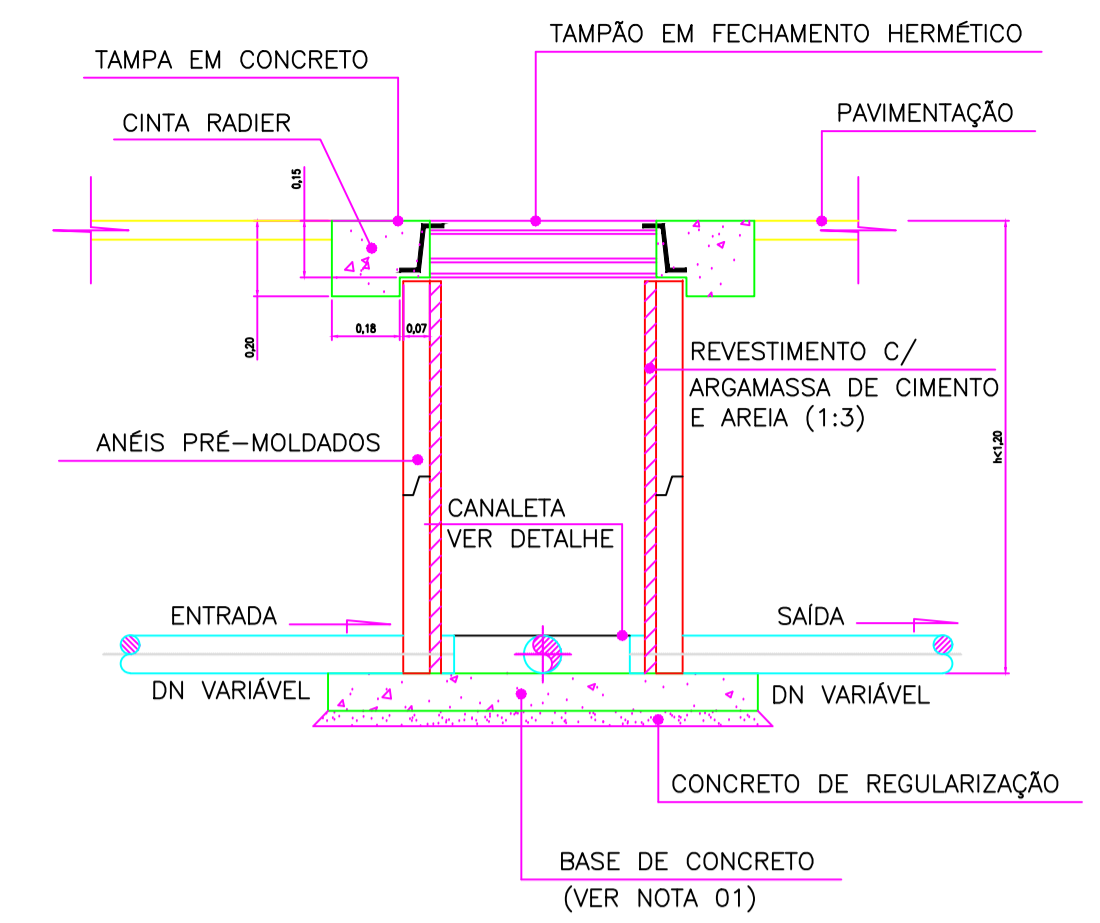 TAMPÃO EM FECHAMENTO HERMÉTICO
TAMPA EM CONCRETO
PAVIMENTAÇÃO
CINTA RADIER
0,15
0,20
0,18
0,07
REVESTIMENTO C/
ARGAMASSA DE CIMENTO
E AREIA (1:3)
ANÉIS PRÉ-MOLDADOS
h<1,20
CANALETA
VER DETALHE
ENTRADA
SAÍDA
DN VARIÁVEL
DN VARIÁVEL
CONCRETO DE REGULARIZAÇÃO
BASE DE CONCRETO
(VER NOTA 01)